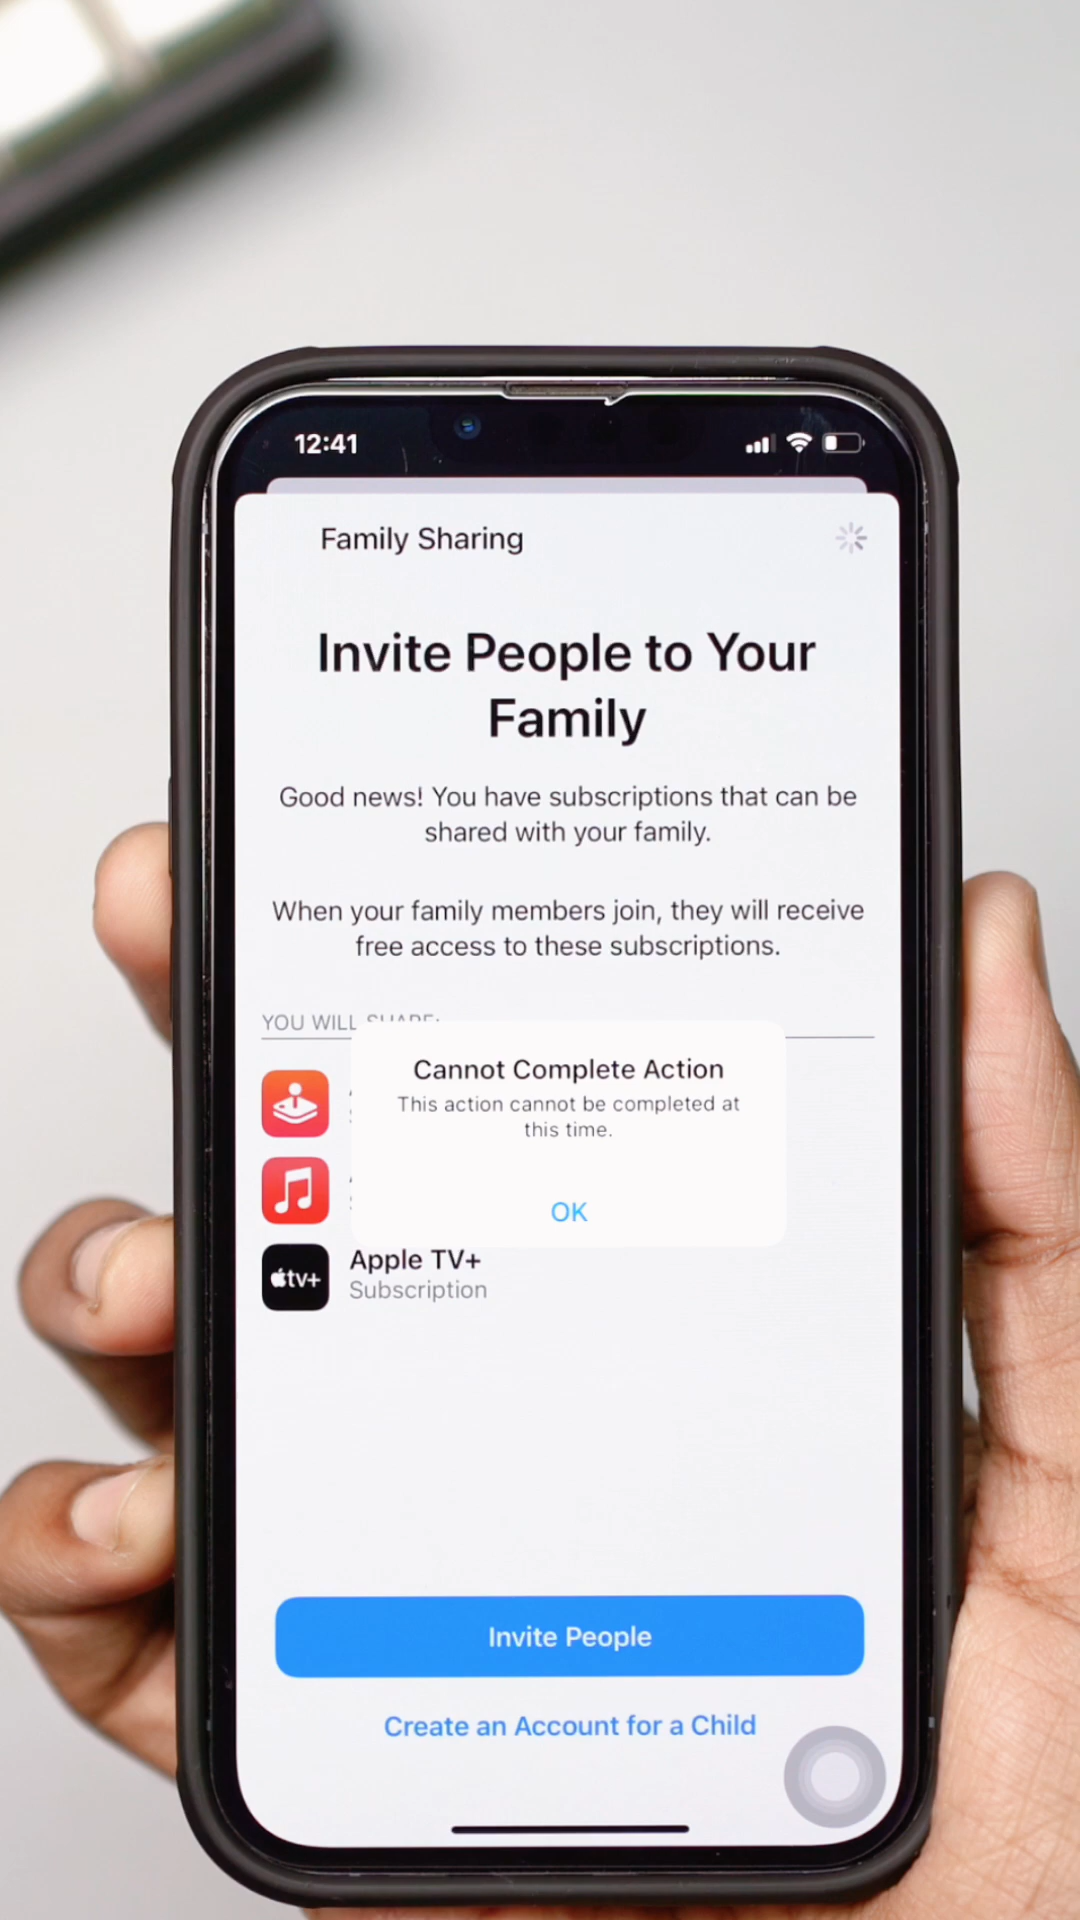 12:41
Family Sharing
Invite People to Your
Family
Good news! You have subscriptions that can be
shared with your family.
When your family members join, they will receive
free access to these subscriptions.
YOU WILL SHARE:
Cannot Complete Action
This action cannot be completed at
this time.
OK
tv+
Apple TV+
Subscription
Invite People
Create an Account for a Child